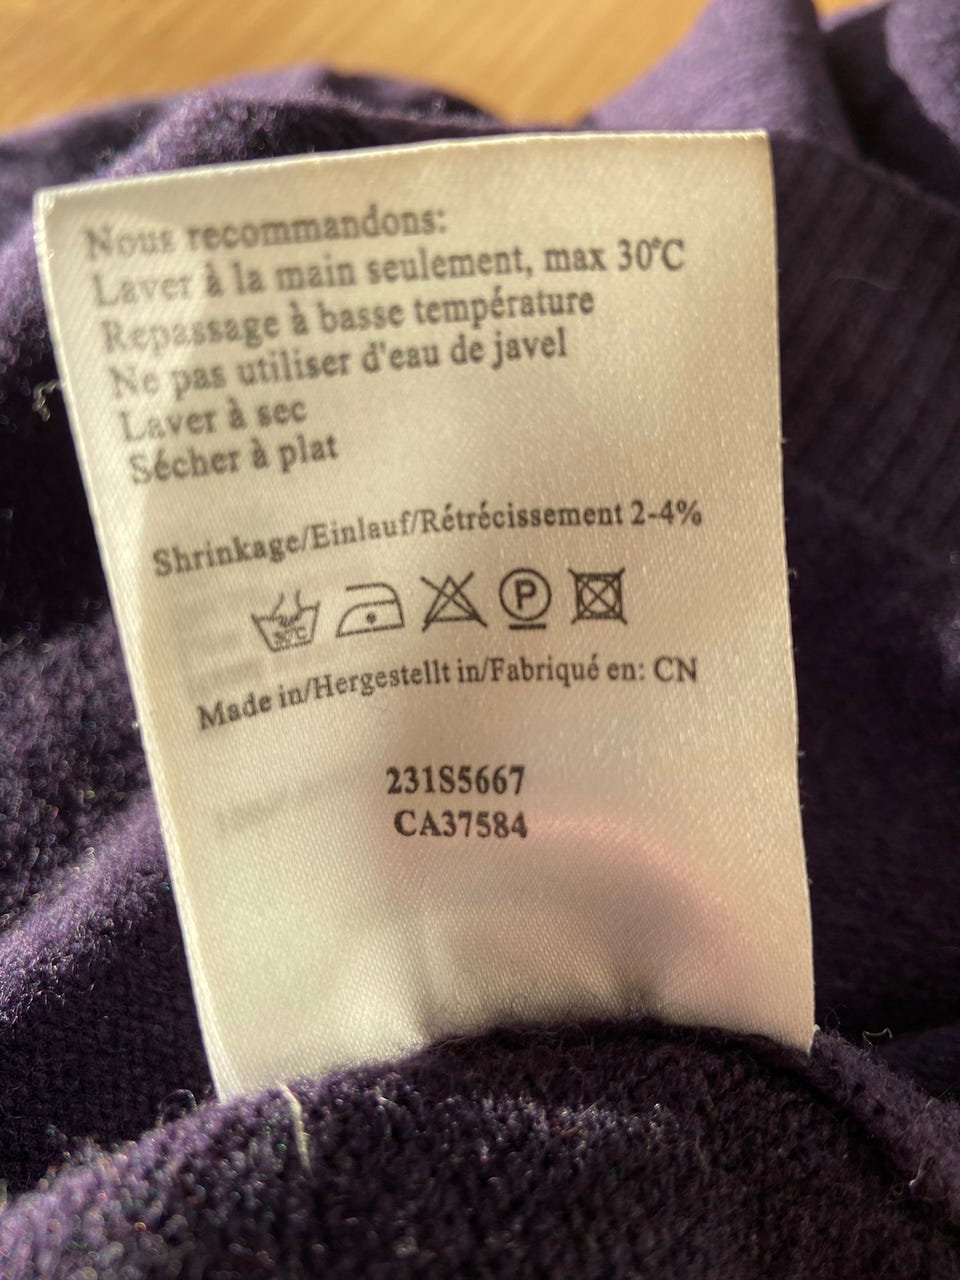 Nous recommandons:
Laver à la main seulement, max 30°C
Repassage à basse température
Ne pas utiliser d'eau de javel
Laver à sec
Sécher à plat
Shrinkage/Einlauf/Rétrécissement 2-4%
30°C P
Made in/Hergestellt in/Fabriqué en: CN
231S5667
CA37584